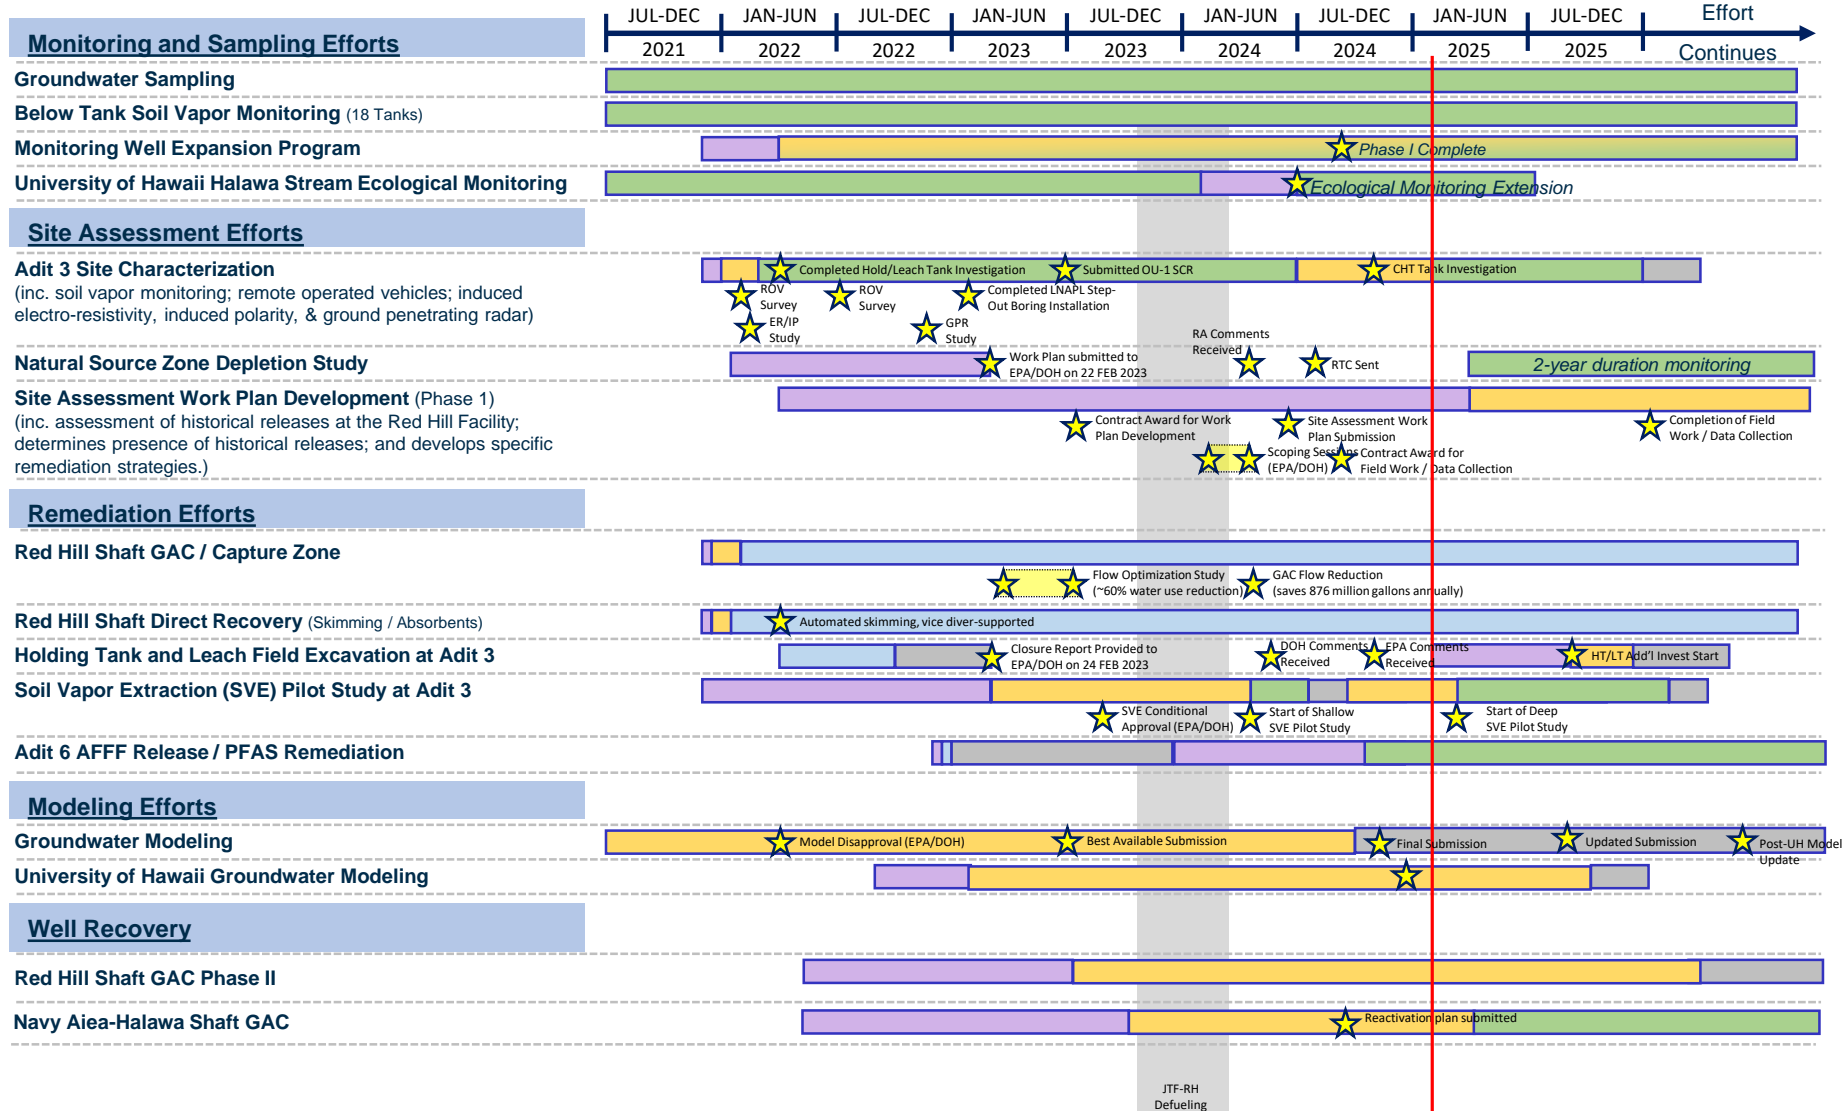 JUL-DEC JAN-JUN JUL-DEC JAN-JUN JUL-DEC JAN-JUN JUL-DEC JAN-JUN JUL-DEC Effort
Monitoring and Sampling Efforts
2021 2022 2022 2023 2023 2024 2024 2025 2025 Continues
Groundwater Sampling
Below Tank Soil Vapor Monitoring (18 Tanks)
Monitoring Well Expansion Program
Phase I Complete
University of Hawaii Halawa Stream Ecological Monitoring
Ecological Monitoring Extension
Site Assessment Efforts
Adit 3 Site Characterization
(inc. soil vapor monitoring; remote operated vehicles; induced
electro-resistivity, induced polarity, & ground penetrating radar)
Completed Hold/Leach Tank Investigation
Submitted OU-1 SCR
CHT Tank Investigation
ROV
Survey
ROV
Survey
Completed LNAPL Step-
Out Boring Installation
ER/IP
Study
GPR
Study
Natural Source Zone Depletion Study
Work Plan submitted to
EPA/DOH on 22 FEB 2023
RA Comments
Received
RTC Sent
2-year duration monitoring
Site Assessment Work Plan Development (Phase 1)
(inc. assessment of historical releases at the Red Hill Facility;
determines presence of historical releases; and develops specific
remediation strategies.)
Contract Award for Work
Plan Development
Site Assessment Work
Plan Submission
Completion of Field
Work / Data Collection
Scoping Sessions
(EPA/DOH)
Contract Award for
Field Work / Data Collection
Remediation Efforts
Red Hill Shaft GAC / Capture Zone
Flow Optimization Study
(~60% water use reduction)
GAC Flow Reduction
(saves 876 million gallons annually)
Red Hill Shaft Direct Recovery (Skimming / Absorbents)
Automated skimming, vice diver-supported
Holding Tank and Leach Field Excavation at Adit 3
Closure Report Provided to
EPA/DOH on 24 FEB 2023
DOH Comments
Received
EPA Comments
Received
HT/LT Add'l Invest Start
Soil Vapor Extraction (SVE) Pilot Study at Adit 3
SVE Conditional
Approval (EPA/DOH)
Start of Shallow
SVE Pilot Study
Start of Deep
SVE Pilot Study
Adit 6 AFFF Release / PFAS Remediation
Modeling Efforts
Groundwater Modeling
Model Disapproval (EPA/DOH)
Best Available Submission
Final Submission
Updated Submission
Post-UH Model
Update
University of Hawaii Groundwater Modeling
Well Recovery
Red Hill Shaft GAC Phase II
Navy Aiea-Halawa Shaft GAC
Reactivation plan submitted
JTF-RH
Defueling